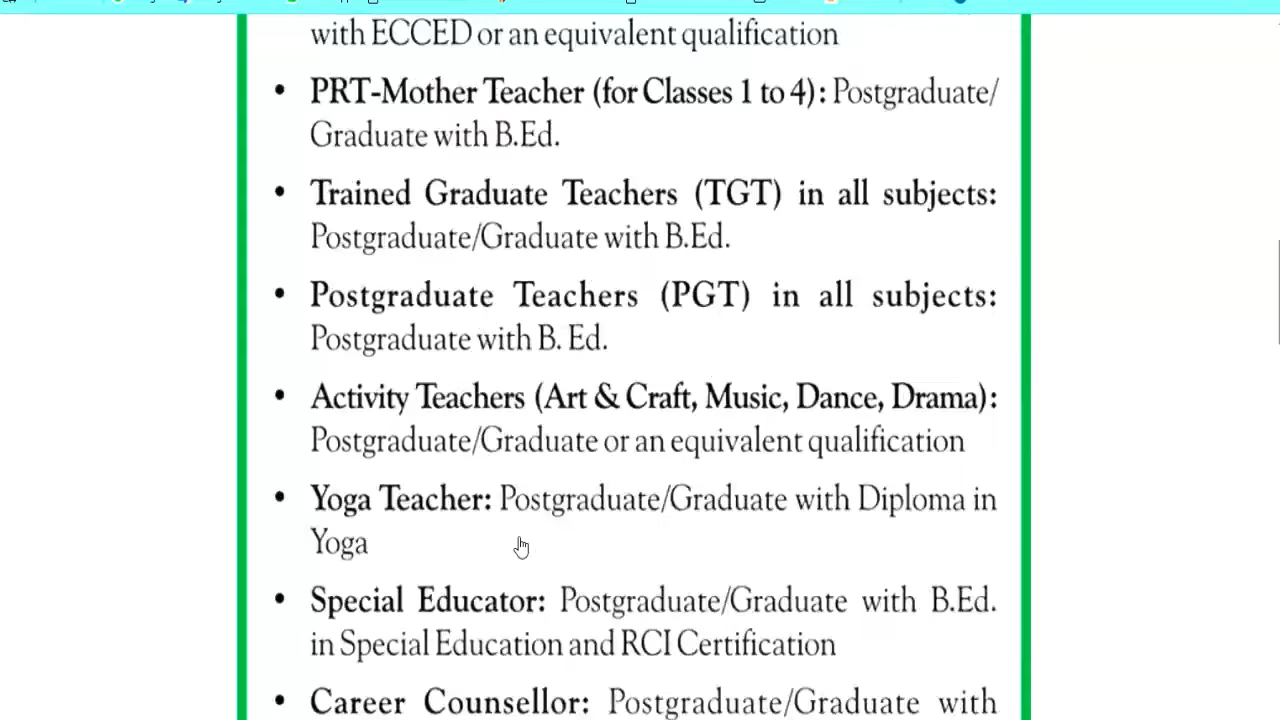 with ECCED or an equivalent qualification
• PRT-Mother Teacher (for Classes 1 to 4): Postgraduate/
Graduate with B.Ed.
• Trained Graduate Teachers (TGT) in all subjects:
Postgraduate/Graduate with B.Ed.
• Postgraduate Teachers (PGT) in all subjects:
Postgraduate with B. Ed.
• Activity Teachers (Art & Craft, Music, Dance, Drama):
Postgraduate/Graduate or an equivalent qualification
• Yoga Teacher: Postgraduate/Graduate with Diploma in
Yoga
• Special Educator: Postgraduate/Graduate with B.Ed.
in Special Education and RCI Certification
• Career Counsellor: Postgraduate/Graduate with